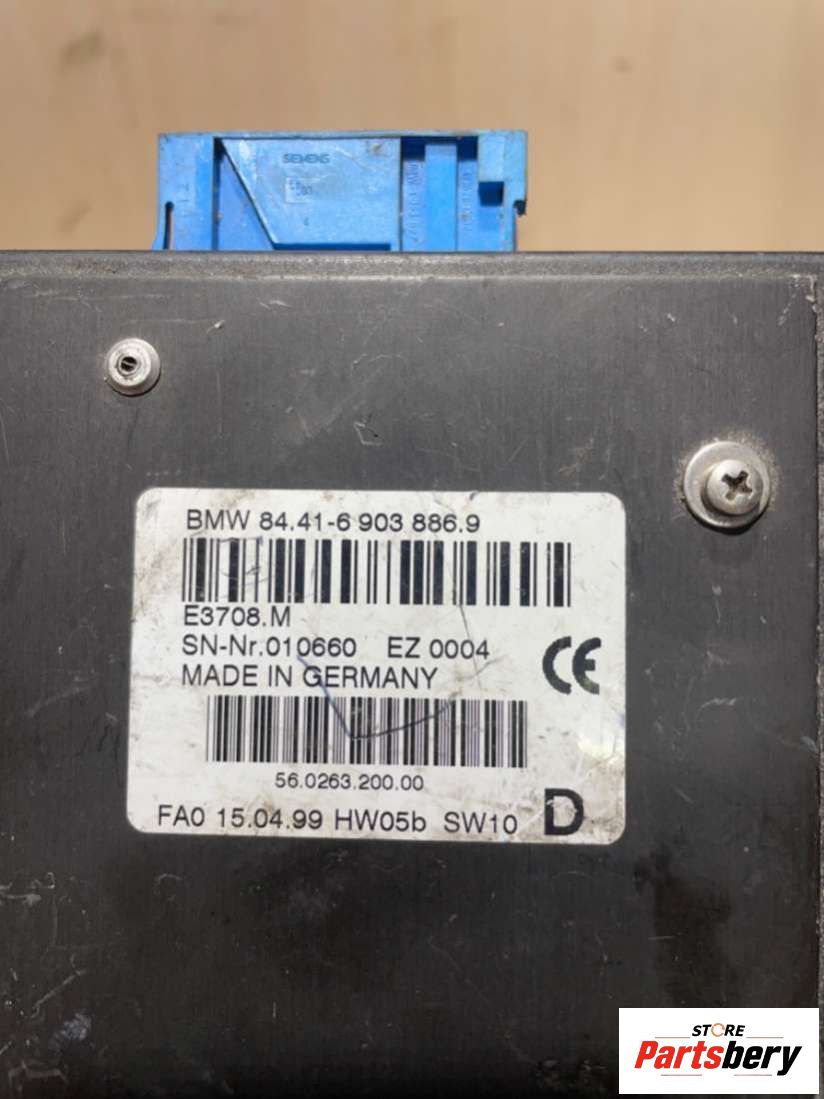 SIEMENS
BMW 84.41-6 903 886.9
E3708.M
SN-Nr.010660 EZ 0004
MADE IN GERMANY
CE
56.0263.200.00
FA0 15.04.99 HW05b SW10 D
STORE
Partsbery